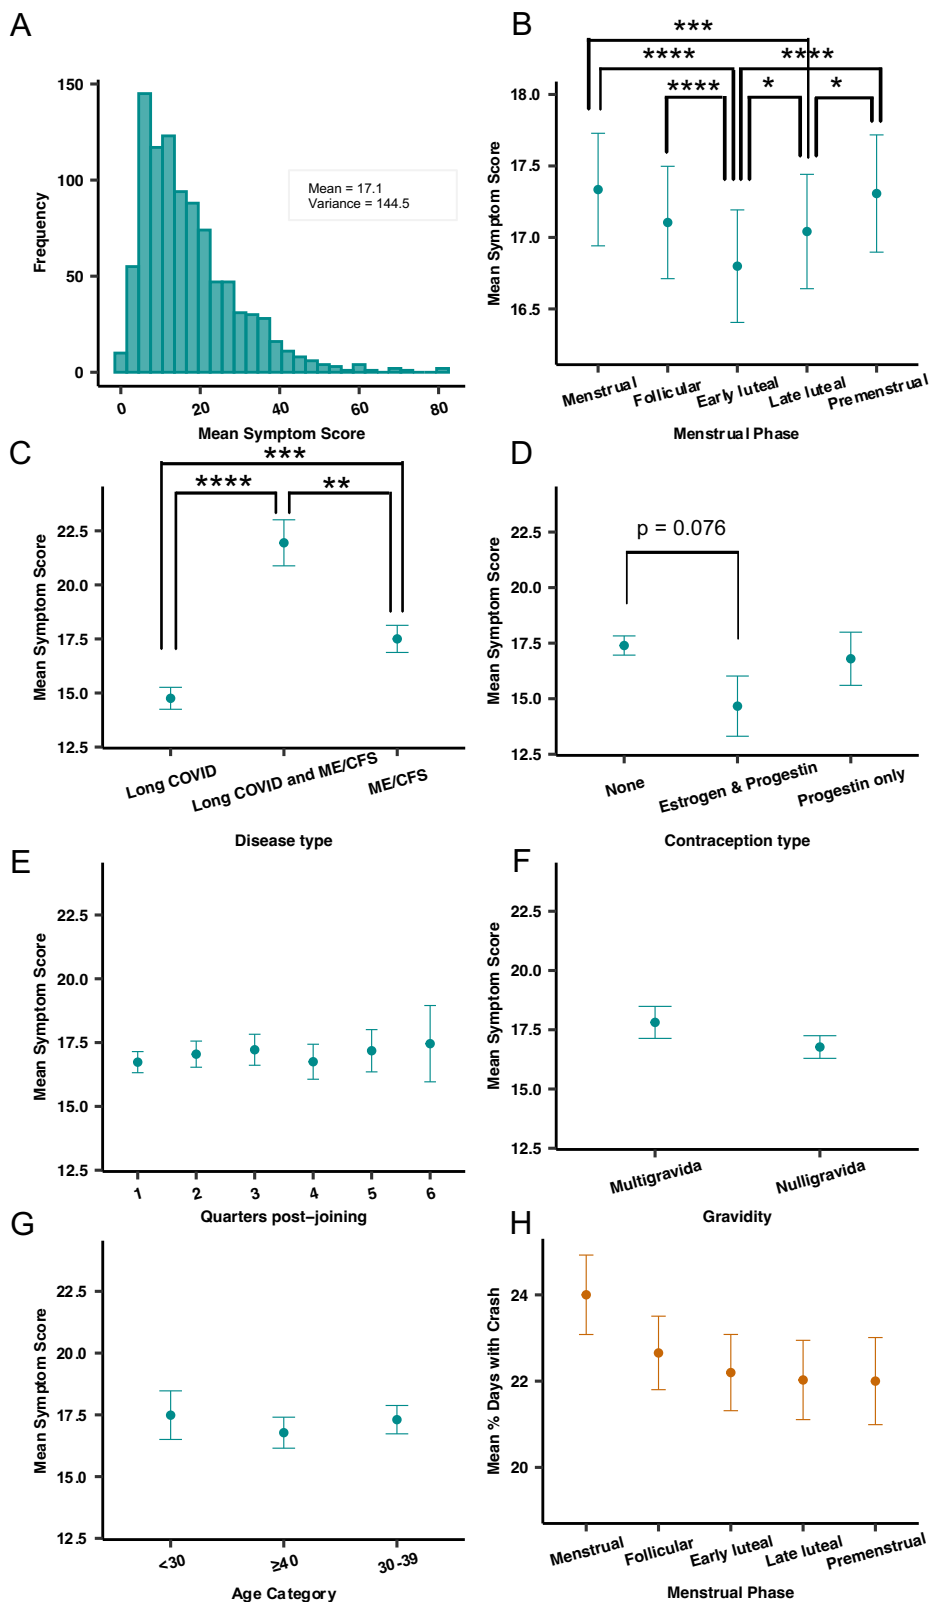 A
150
100
50
0
Frequency
Mean = 17.1
Variance = 144.5
0 20 40 60 80
Mean Symptom Score
B
***
**** ****
**** * *
18.0
17.5
17.0
16.5
Mean Symptom Score
Menstrual Follicular Early luteal Late luteal Premenstrual
Menstrual Phase
C
***
**** **
22.5
20.0
17.5
15.0
12.5
Mean Symptom Score
Long COVID Long COVID and ME/CFS ME/CFS
Disease type
D
p = 0.076
22.5
20.0
17.5
15.0
12.5
Mean Symptom Score
None Estrogen & Progestin Progestin only
Contraception type
E
22.5
20.0
17.5
15.0
12.5
Mean Symptom Score
1 2 3 4 5 6
Quarters post–joining
F
22.5
20.0
17.5
15.0
12.5
Mean Symptom Score
Multigravida Nulligravida
Gravidity
G
22.5
20.0
17.5
15.0
12.5
Mean Symptom Score
<30 ≥40 30-39
Age Category
H
24
22
20
Mean % Days with Crash
Menstrual Follicular Early luteal Late luteal Premenstrual
Menstrual Phase